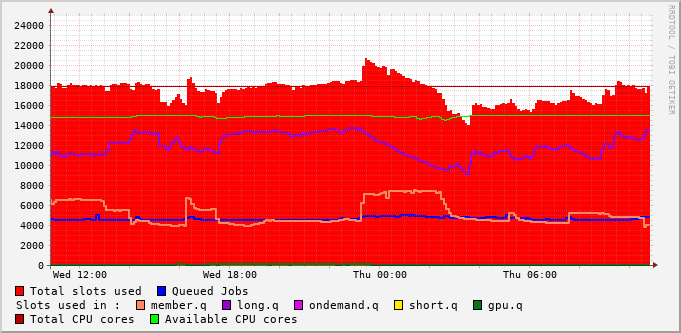 24000
22000
20000
18000
16000
14000
12000
10000
8000
6000
4000
2000
0
Wed 12:00 Wed 18:00 Thu 00:00 Thu 06:00
Total slots used Queued Jobs
Slots used in : member.q long.q ondemand.q short.q gpu.q
Total CPU cores Available CPU cores
RRDTOOL / TOBI OETIKER